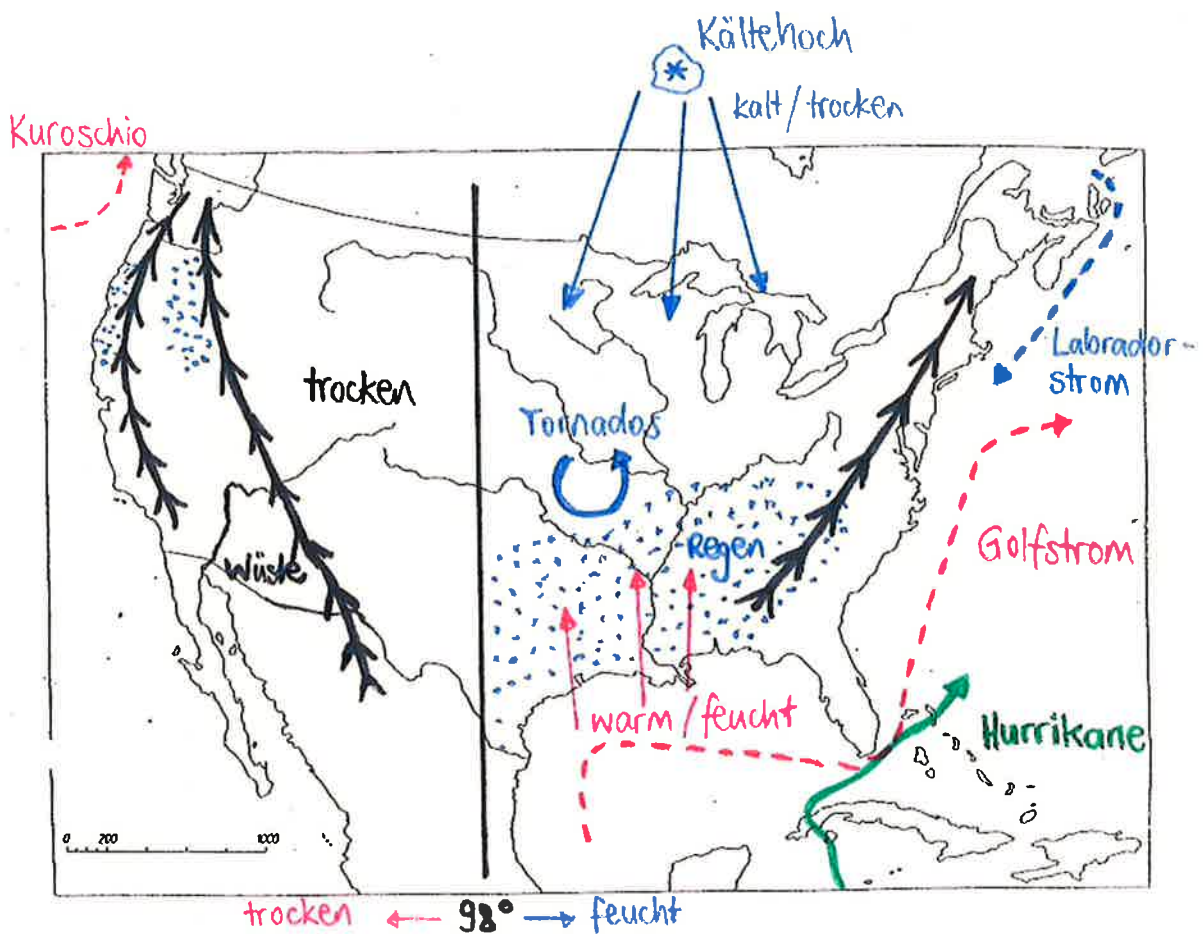 Kältehoch
kalt/trocken
Kuroschio
trocken
Labrador-
strom
Tornados
Golfstrom
Regen
Wüste
warm/feucht
Hurrikane
0 200 1000
trocken ← 98° → feucht